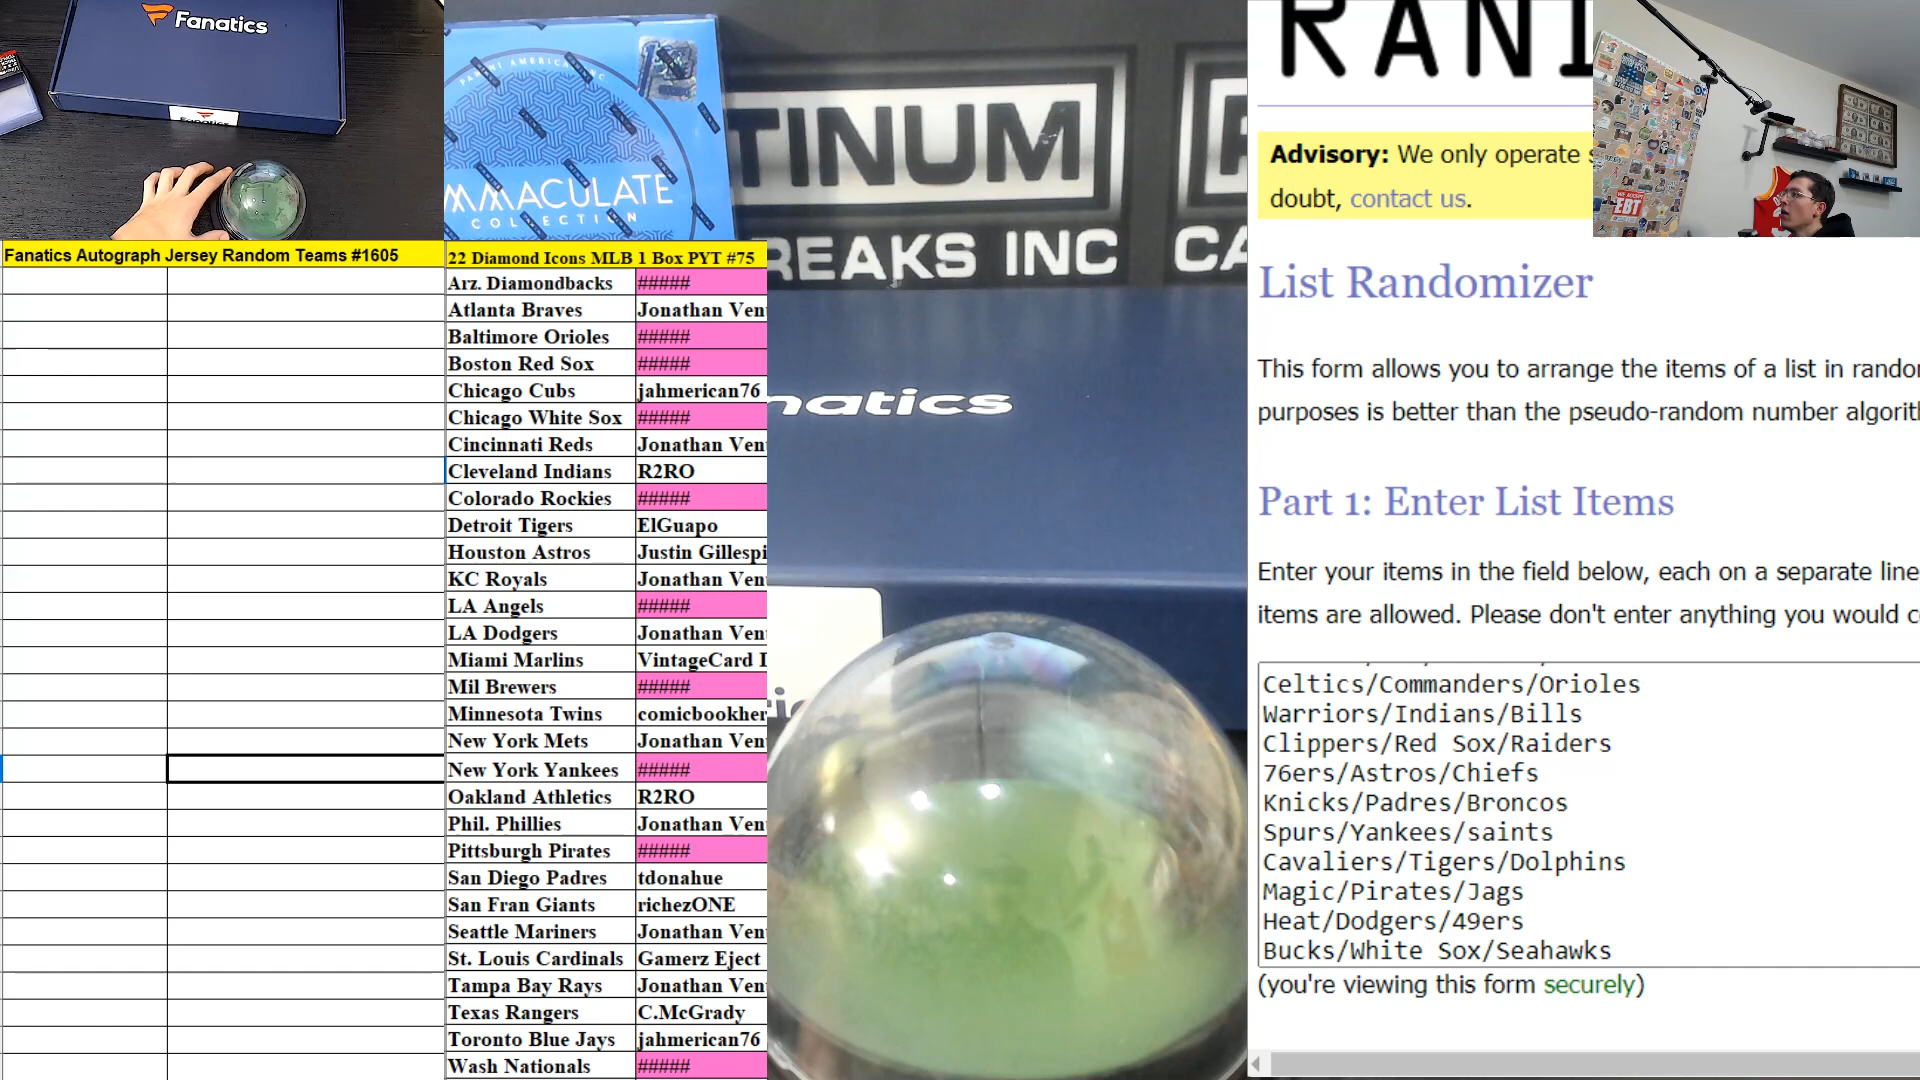 Fanatics
Fanatics Autograph Jersey Random Teams #1605
PANINI AMERICA, INC
IMMACULATE
COLLECTION
22 Diamond Icons MLB 1 Box PYT #75
Arz. Diamondbacks #####
Atlanta Braves Jonathan Ven
Baltimore Orioles #####
Boston Red Sox #####
Chicago Cubs jahmerican76
Chicago White Sox #####
Cincinnati Reds Jonathan Ven
Cleveland Indians R2RO
Colorado Rockies #####
Detroit Tigers ElGuapo
Houston Astros Justin Gillespi
KC Royals Jonathan Ven
LA Angels #####
LA Dodgers Jonathan Ven
Miami Marlins VintageCard
Mil Brewers #####
Minnesota Twins comicbookher
New York Mets Jonathan Ven
New York Yankees #####
Oakland Athletics R2RO
Phil. Phillies Jonathan Ven
Pittsburgh Pirates #####
San Diego Padres tdonahue
San Fran Giants richezONE
Seattle Mariners Jonathan Ven
St. Louis Cardinals Gamerz Eject
Tampa Bay Rays Jonathan Ven
Texas Rangers C.McGrady
Toronto Blue Jays jahmerican76
Wash Nationals #####
TINUM
REAKS INC
CA
natics
RAN
Advisory: We only operate
doubt, contact us.
WE ACCEPT
EBT
List Randomizer
This form allows you to arrange the items of a list in rando
purposes is better than the pseudo-random number algorit
Part 1: Enter List Items
Enter your items in the field below, each on a separate line
items are allowed. Please don't enter anything you would c
Celtics/Commanders/Orioles
Warriors/Indians/Bills
Clippers/Red Sox/Raiders
76ers/Astros/Chiefs
Knicks/Padres/Broncos
Spurs/Yankees/saints
Cavaliers/Tigers/Dolphins
Magic/Pirates/Jags
Heat/Dodgers/49ers
Bucks/White Sox/Seahawks
(you're viewing this form securely)